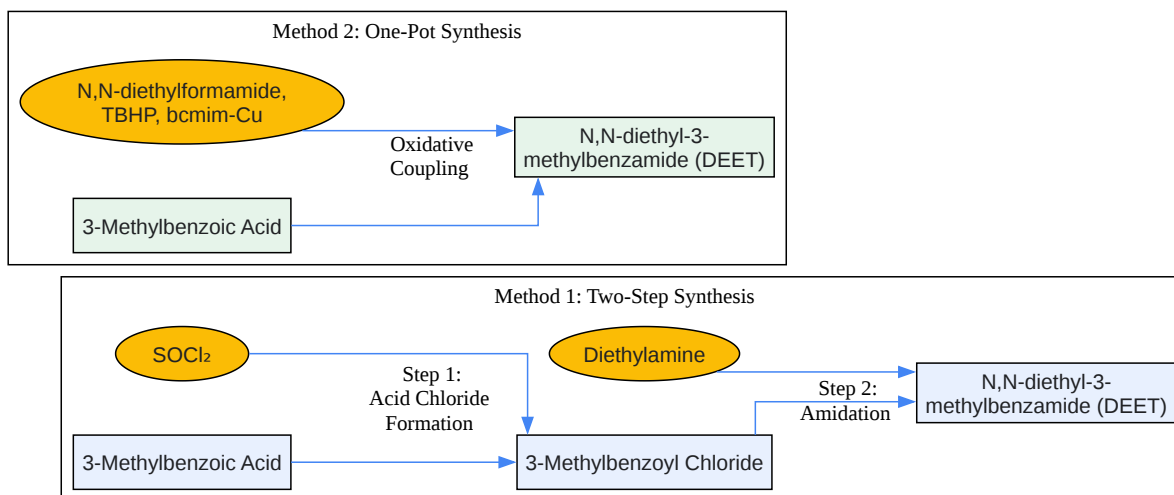 Method 2: One-Pot Synthesis
N,N-diethylformamide,
TBHP, bcmim-Cu
Oxidative
Coupling
N,N-diethyl-3-
methylbenzamide (DEET)
3-Methylbenzoic Acid
Method 1: Two-Step Synthesis
SOCl₂
Step 1:
Acid Chloride
Formation
Diethylamine
Step 2:
Amidation
N,N-diethyl-3-
methylbenzamide (DEET)
3-Methylbenzoic Acid
3-Methylbenzoyl Chloride